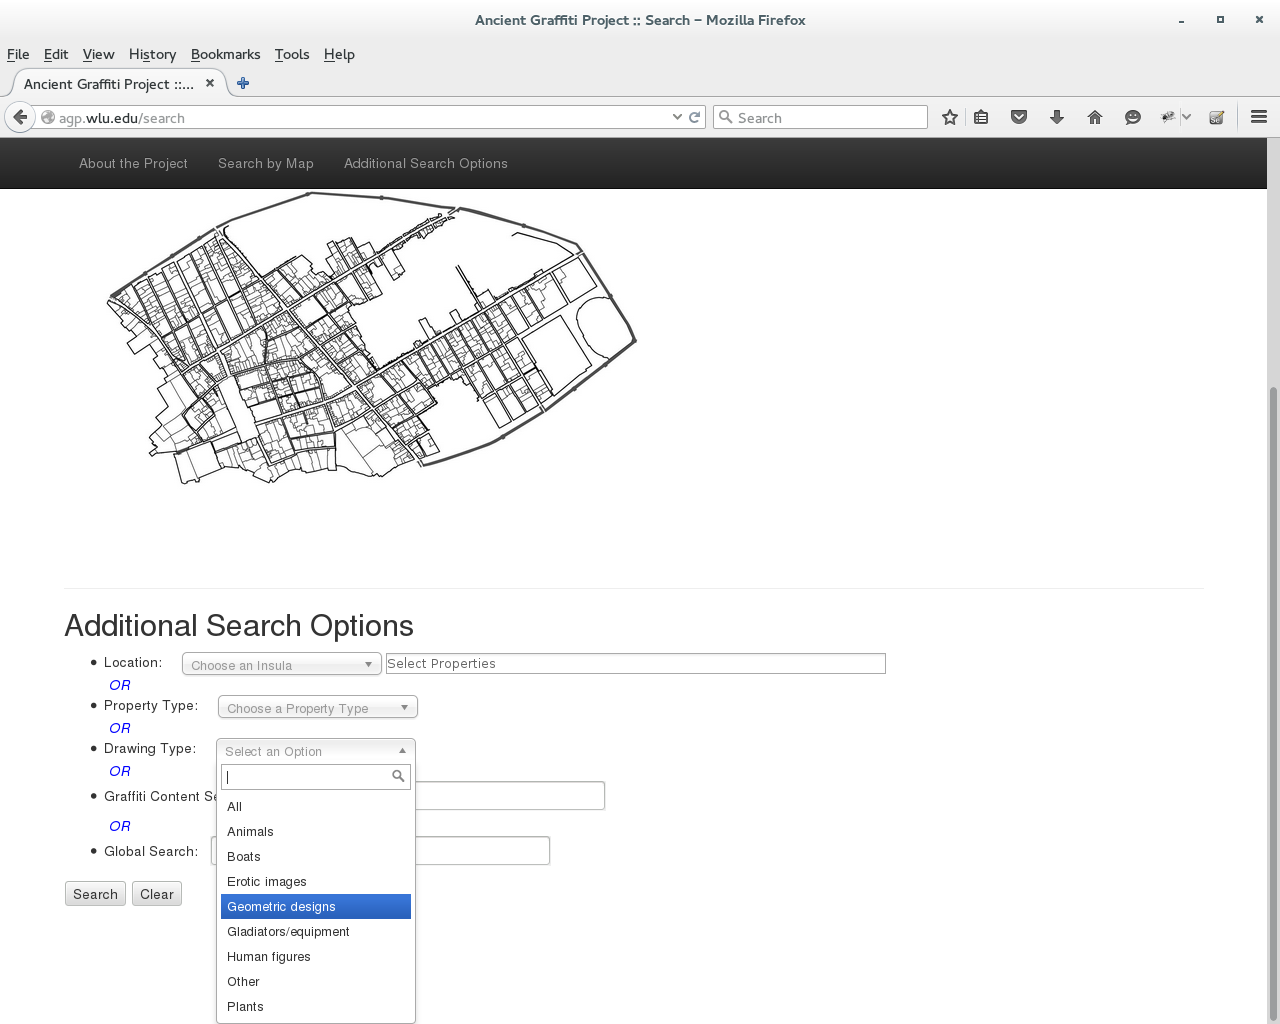 Ancient Graffiti Project :: Search – Mozilla Firefox
File Edit View History Bookmarks Tools Help
Ancient Graffiti Project ::...
agp.wlu.edu/search
Search
About the Project Search by Map Additional Search Options
Additional Search Options
Location: Choose an Insula Select Properties
OR
Property Type: Choose a Property Type
OR
Drawing Type: Select an Option
OR
Graffiti Content Se
OR
Global Search:
Search Clear
All
Animals
Boats
Erotic images
Geometric designs
Gladiators/equipment
Human figures
Other
Plants